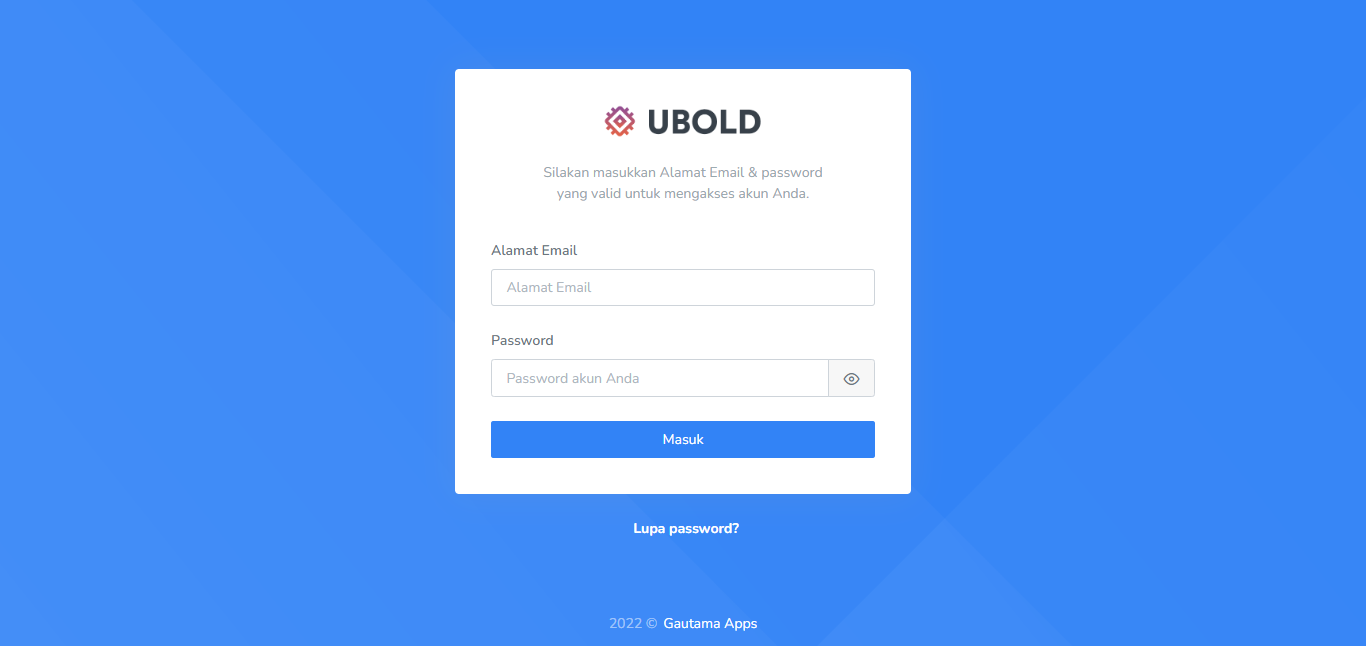 UBOLD
Silakan masukkan Alamat Email & password
yang valid untuk mengakses akun Anda.
Alamat Email
Alamat Email
Password
Password akun Anda
Masuk
Lupa password?
2022 © Gautama Apps